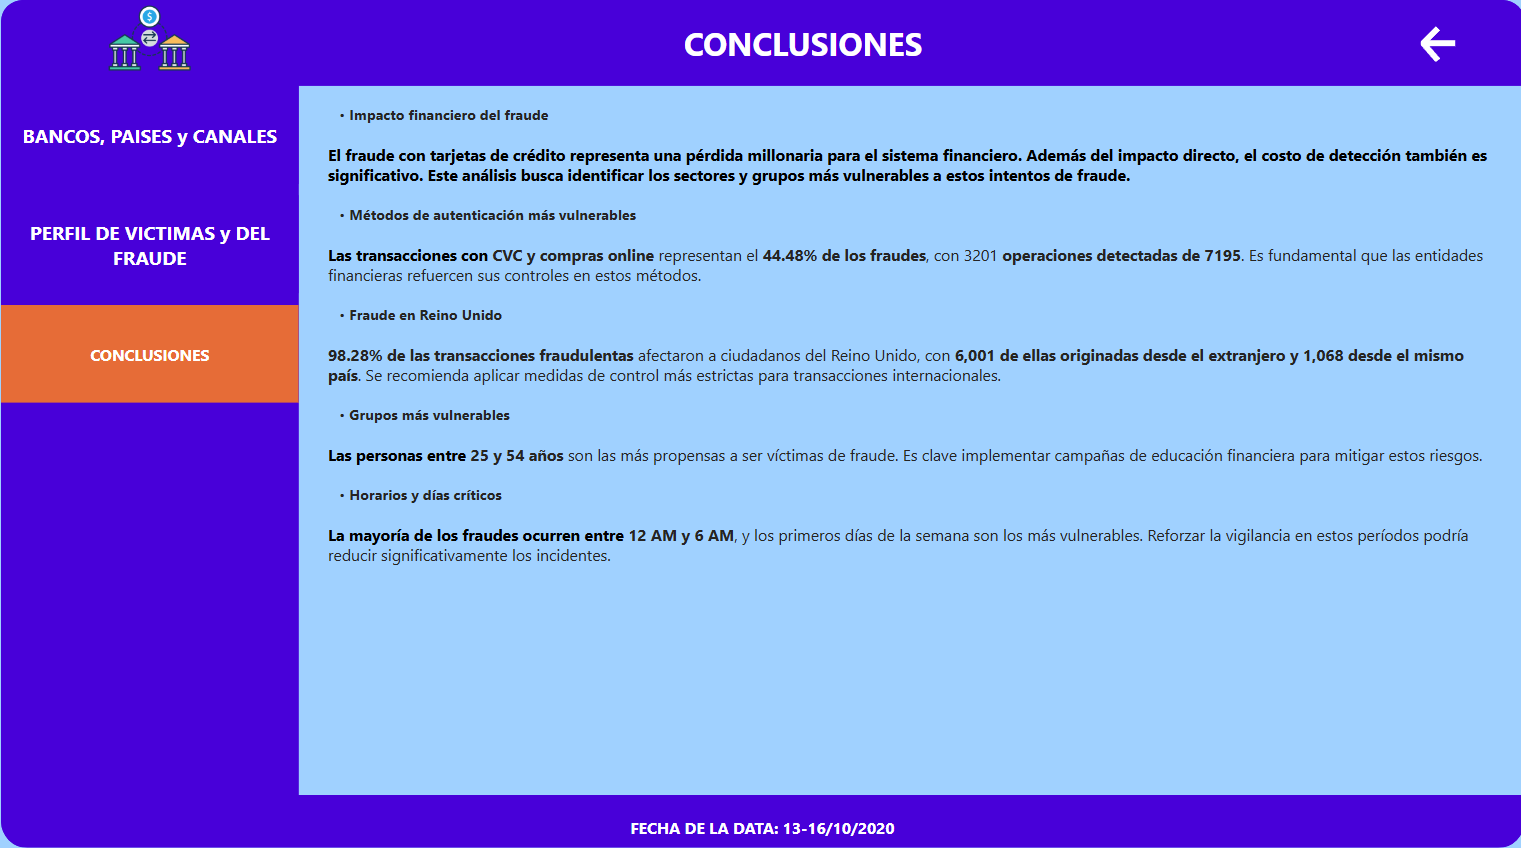 CONCLUSIONES
BANCOS, PAISES y CANALES
PERFIL DE VICTIMAS y DEL
FRAUDE
CONCLUSIONES
• Impacto financiero del fraude
El fraude con tarjetas de crédito representa una pérdida millonaria para el sistema financiero. Además del impacto directo, el costo de detección también es
significativo. Este análisis busca identificar los sectores y grupos más vulnerables a estos intentos de fraude.
• Métodos de autenticación más vulnerables
Las transacciones con CVC y compras online representan el 44.48% de los fraudes, con 3201 operaciones detectadas de 7195. Es fundamental que las entidades
financieras refuercen sus controles en estos métodos.
• Fraude en Reino Unido
98.28% de las transacciones fraudulentas afectaron a ciudadanos del Reino Unido, con 6,001 de ellas originadas desde el extranjero y 1,068 desde el mismo
país. Se recomienda aplicar medidas de control más estrictas para transacciones internacionales.
• Grupos más vulnerables
Las personas entre 25 y 54 años son las más propensas a ser víctimas de fraude. Es clave implementar campañas de educación financiera para mitigar estos riesgos.
• Horarios y días críticos
La mayoría de los fraudes ocurren entre 12 AM y 6 AM, y los primeros días de la semana son los más vulnerables. Reforzar la vigilancia en estos períodos podría
reducir significativamente los incidentes.
FECHA DE LA DATA: 13-16/10/2020